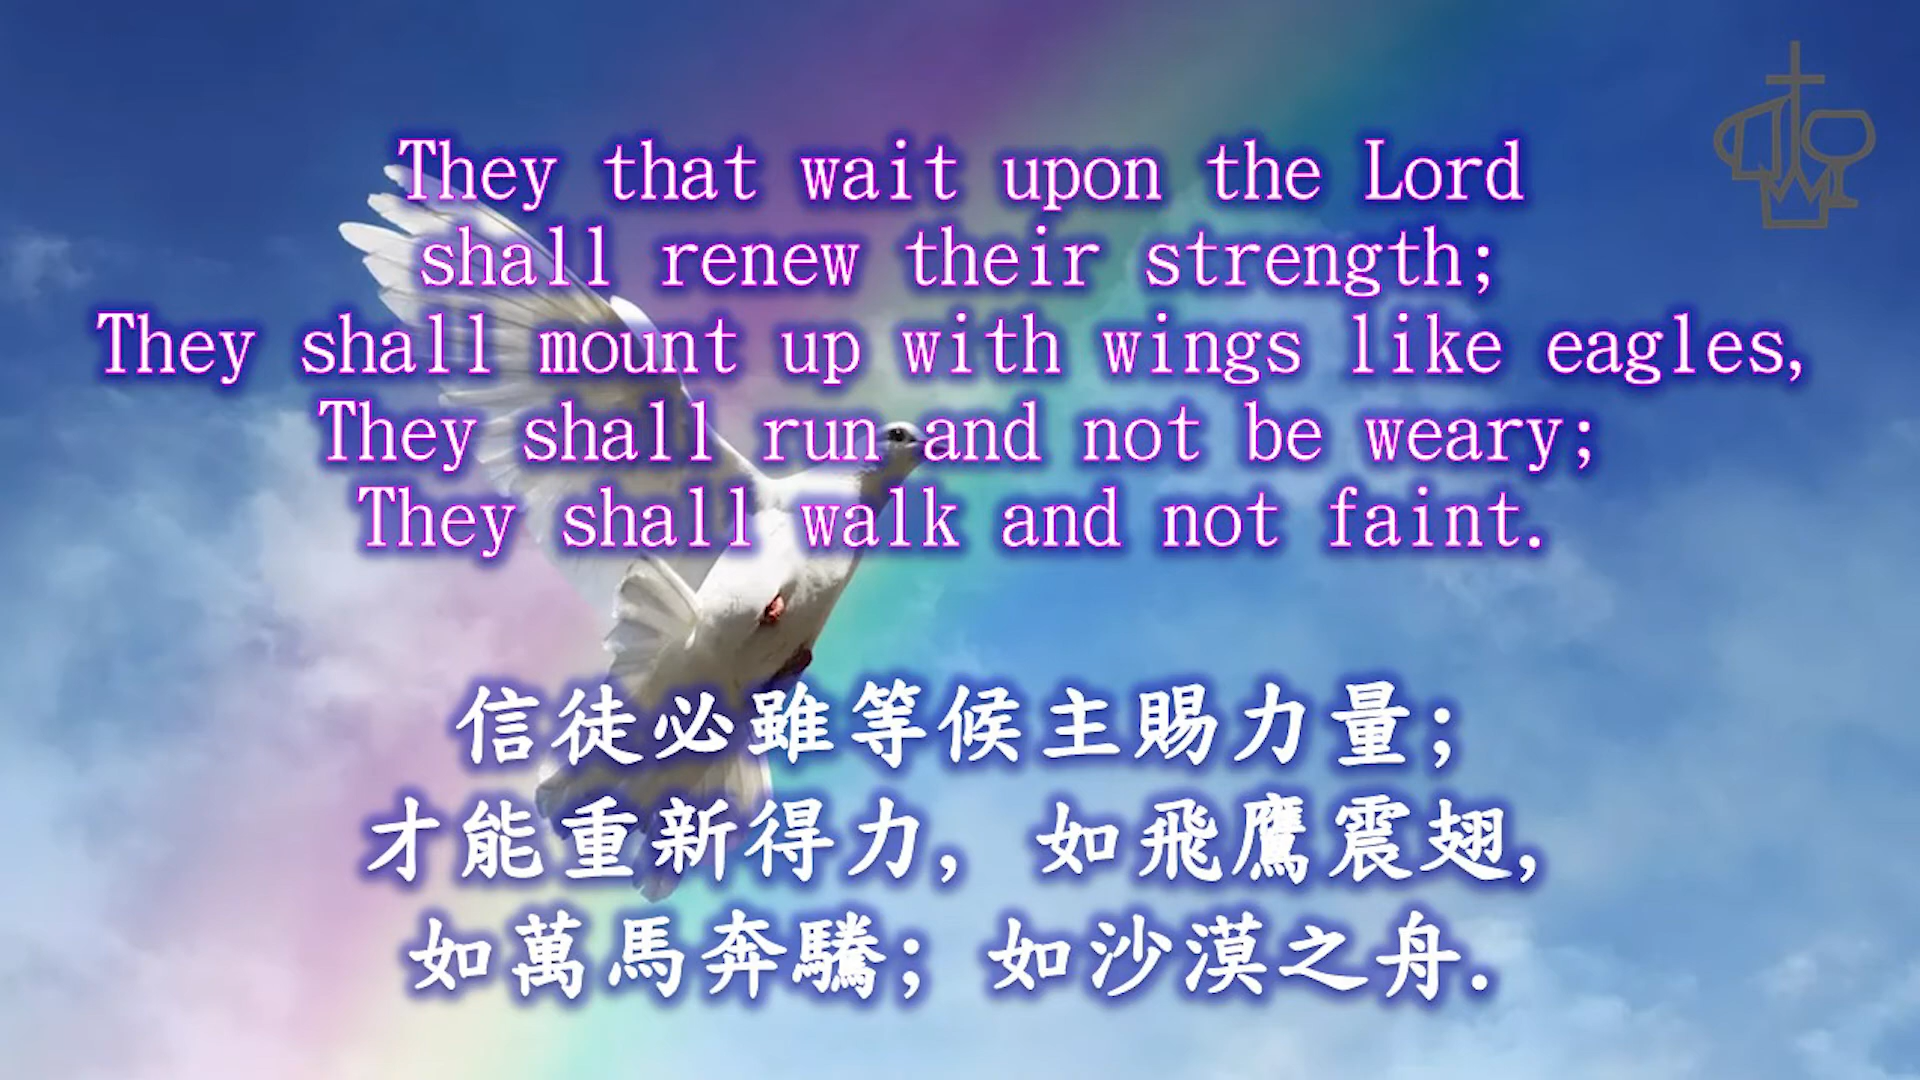 They that wait upon the Lord
shall renew their strength;
They shall mount up with wings like eagles,
They shall run and not be weary;
They shall walk and not faint.
信徒必雖等候主賜力量;
才能重新得力, 如飛鷹震翅,
如萬馬奔驣; 如沙漠之舟.